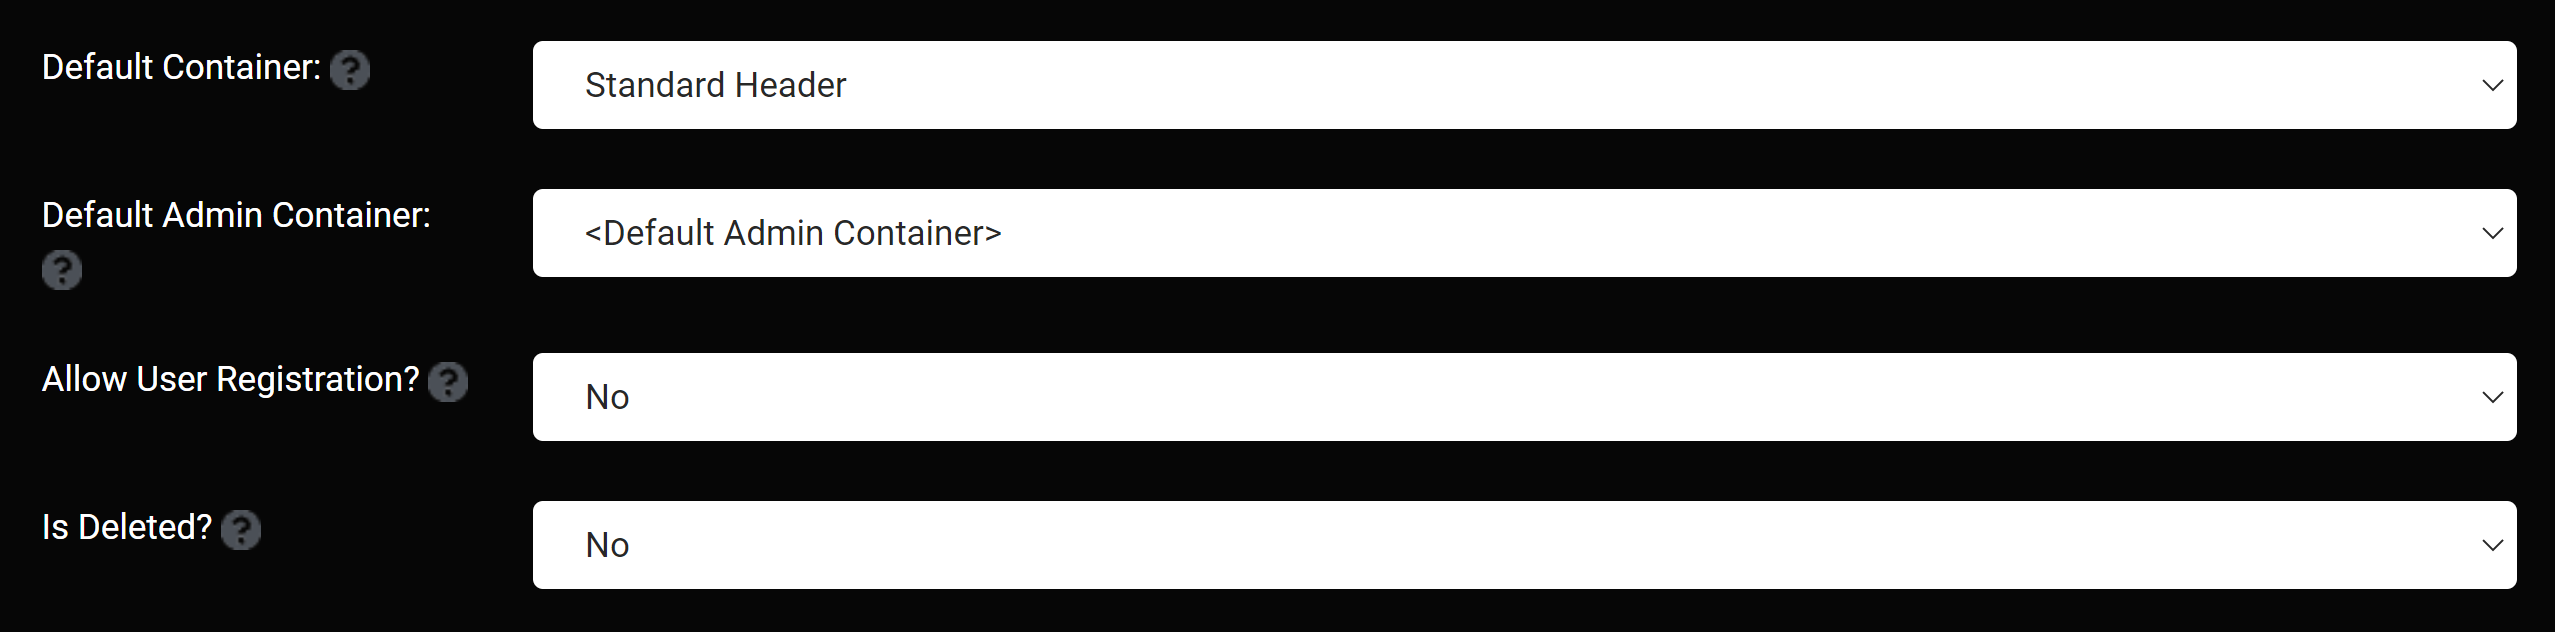 Default Container: ?
Standard Header
Default Admin Container:
?
<Default Admin Container>
Allow User Registration? ?
No
Is Deleted? ?
No